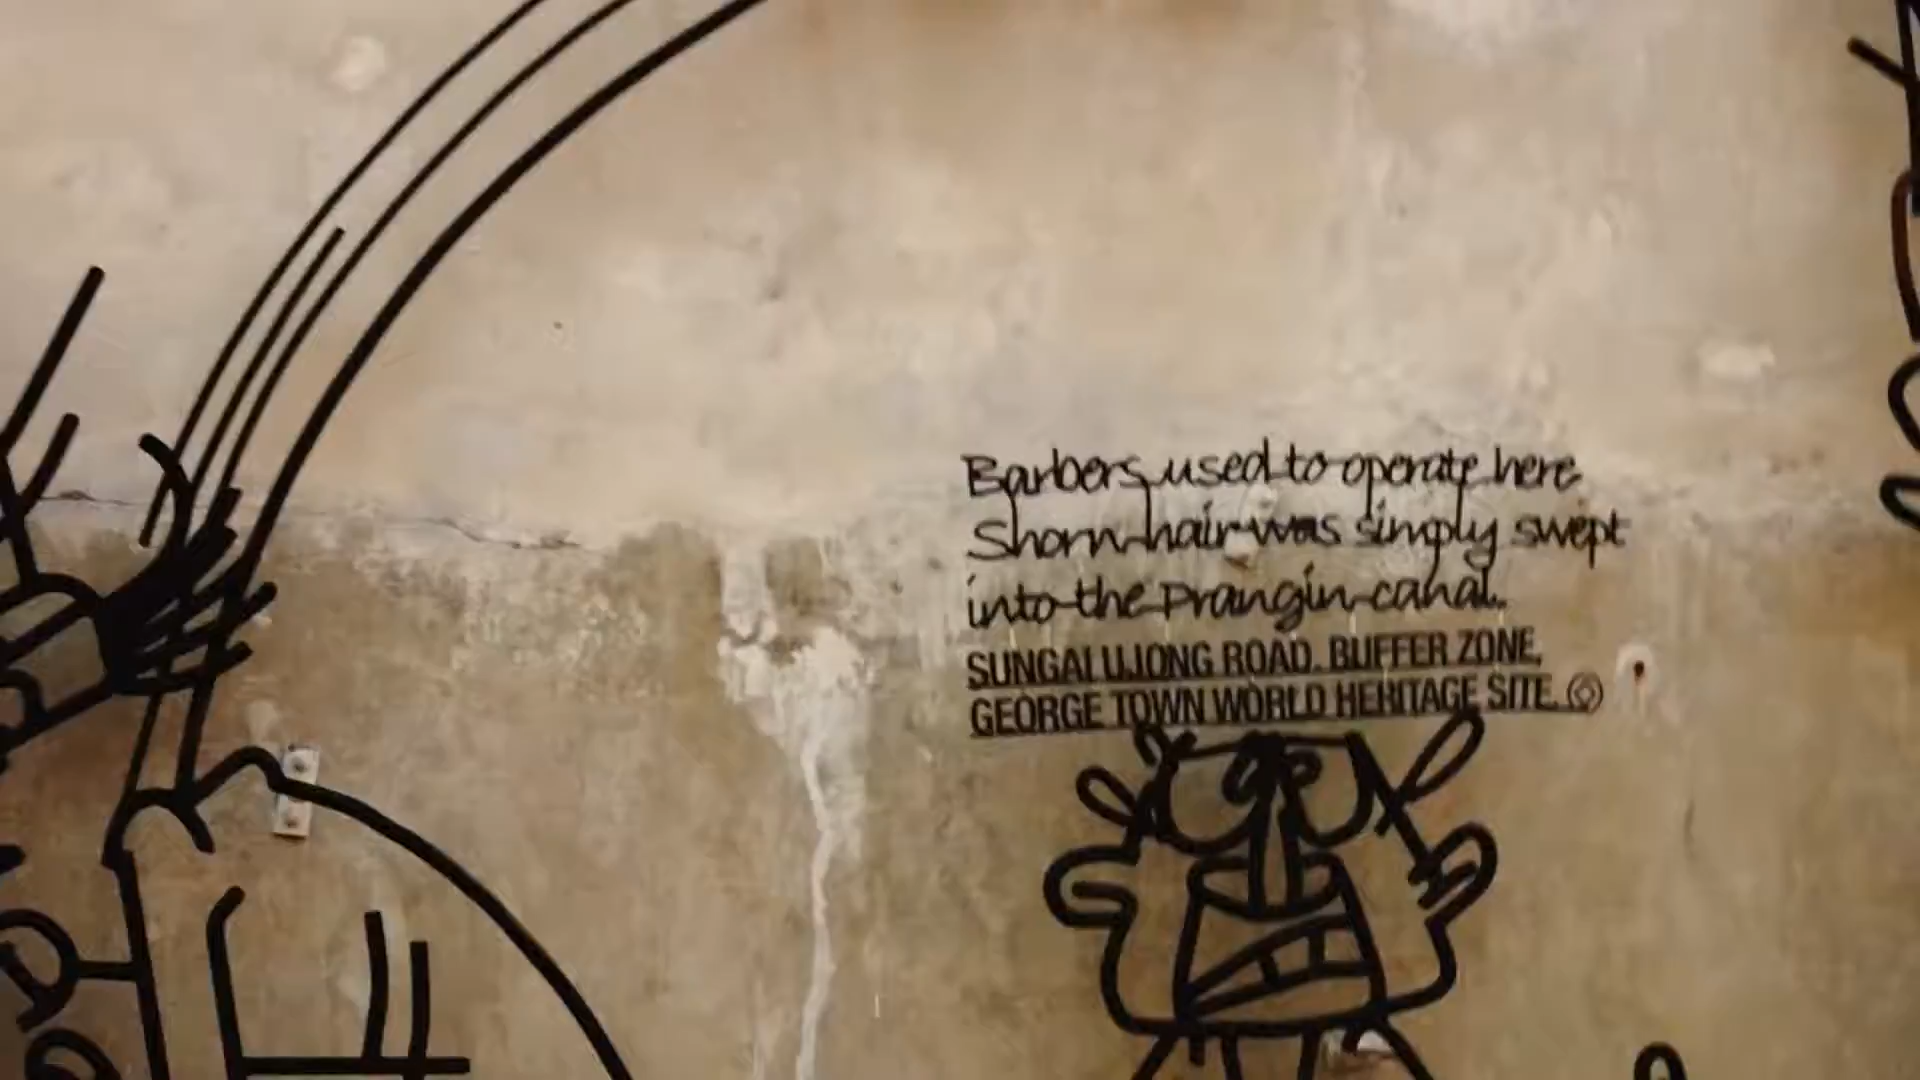 Barbers used to operate here
Shorn hair was simply swept
into the Prangin canal.
SUNGAI UJONG ROAD. BUFFER ZONE,
GEORGE TOWN WORLD HERITAGE SITE.